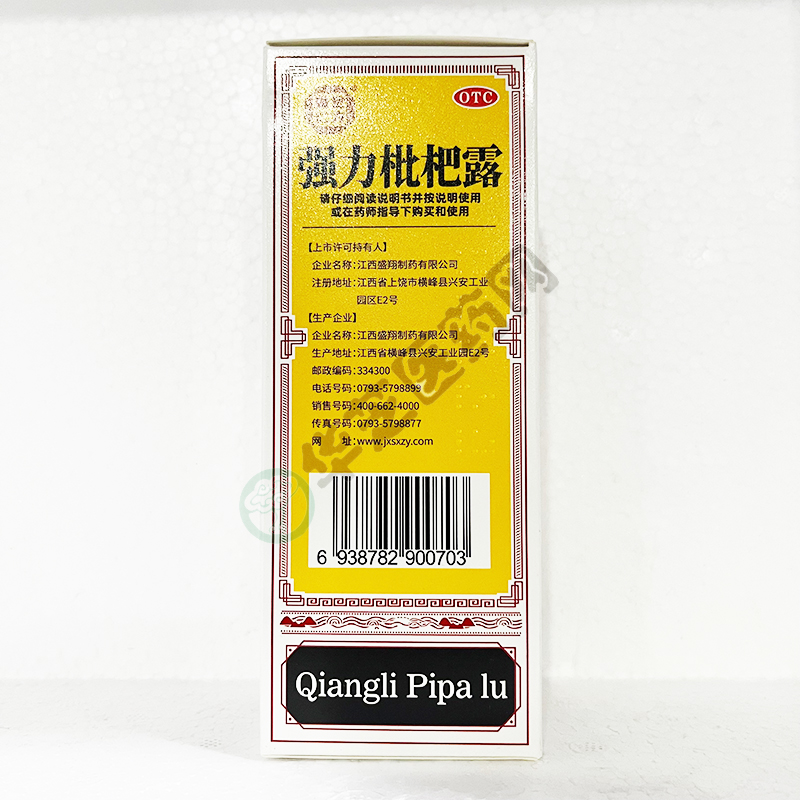 OTC
强力枇杷露
请仔细阅读说明书并按说明使用
或在药师指导下购买和使用
【上市许可持有人】
企业名称:江西盛翔制药有限公司
注册地址:江西省上饶市横峰县兴安工业
园区E2号
【生产企业】
企业名称:江西盛翔制药有限公司
生产地址:江西省横峰县兴安工业园E2号
邮政编码:334300
电话号码:0793-5798899
销售号码:400-662-4000
传真号码:0793-5798877
网 址:www.jxsxzy.com
6 938782 900703
Qiangli Pipa lu